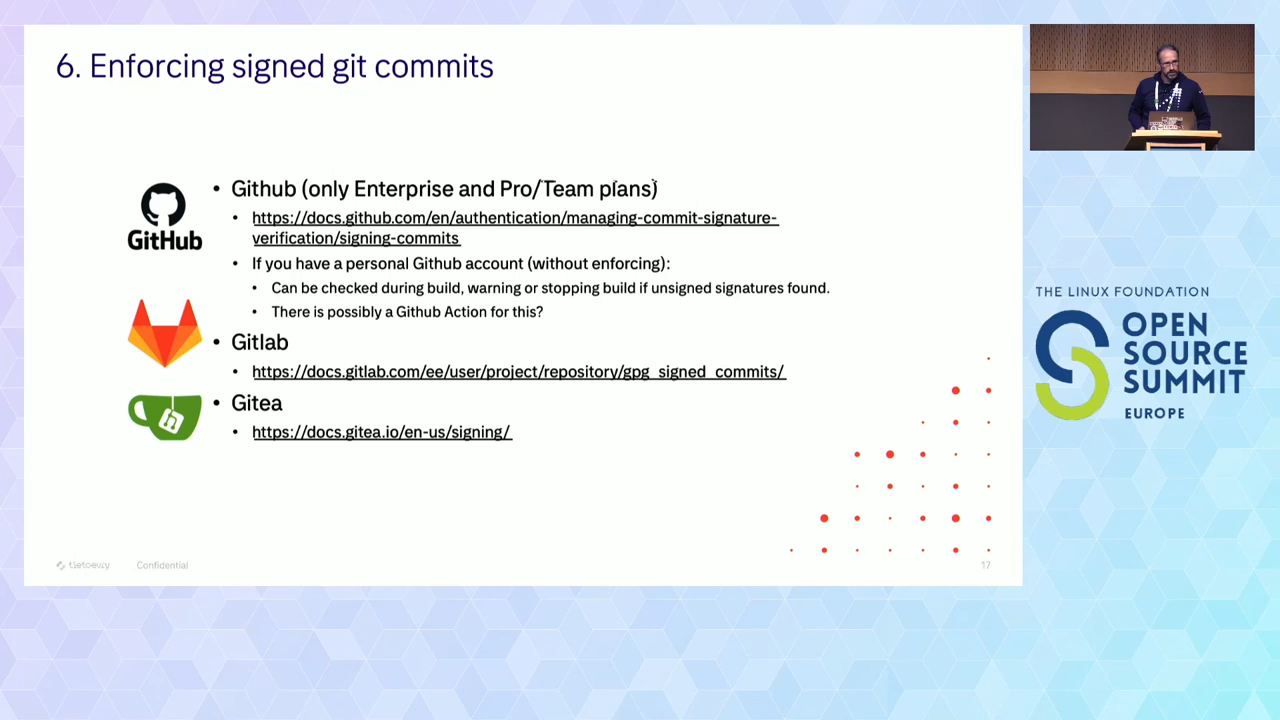 6. Enforcing signed git commits
GitHub
Github (only Enterprise and Pro/Team plans)
https://docs.github.com/en/authentication/managing-commit-signature-
verification/signing-commits
If you have a personal Github account (without enforcing):
Can be checked during build, warning or stopping build if unsigned signatures found.
There is possibly a Github Action for this?
Gitlab
https://docs.gitlab.com/ee/user/project/repository/gpg_signed_commits/
Gitea
https://docs.gitea.io/en-us/signing/
tietoevry
Confidential
17
THE LINUX FOUNDATION
OPEN
SOURCE
SUMMIT
EUROPE